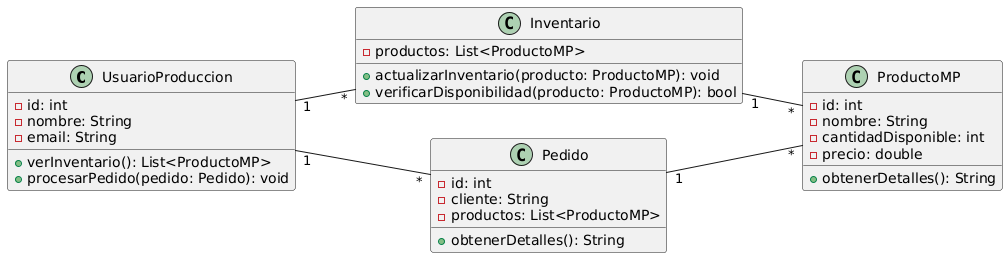 C UsuarioProduccion
id: int
nombre: String
email: String
verInventario(): List<ProductoMP>
procesarPedido(pedido: Pedido): void
1
*
1
*
C Inventario
productos: List<ProductoMP>
actualizarInventario(producto: ProductoMP): void
verificarDisponibilidad(producto: ProductoMP): bool
1
*
C Pedido
id: int
cliente: String
productos: List<ProductoMP>
obtenerDetalles(): String
1
*
C ProductoMP
id: int
nombre: String
cantidadDisponible: int
precio: double
obtenerDetalles(): String